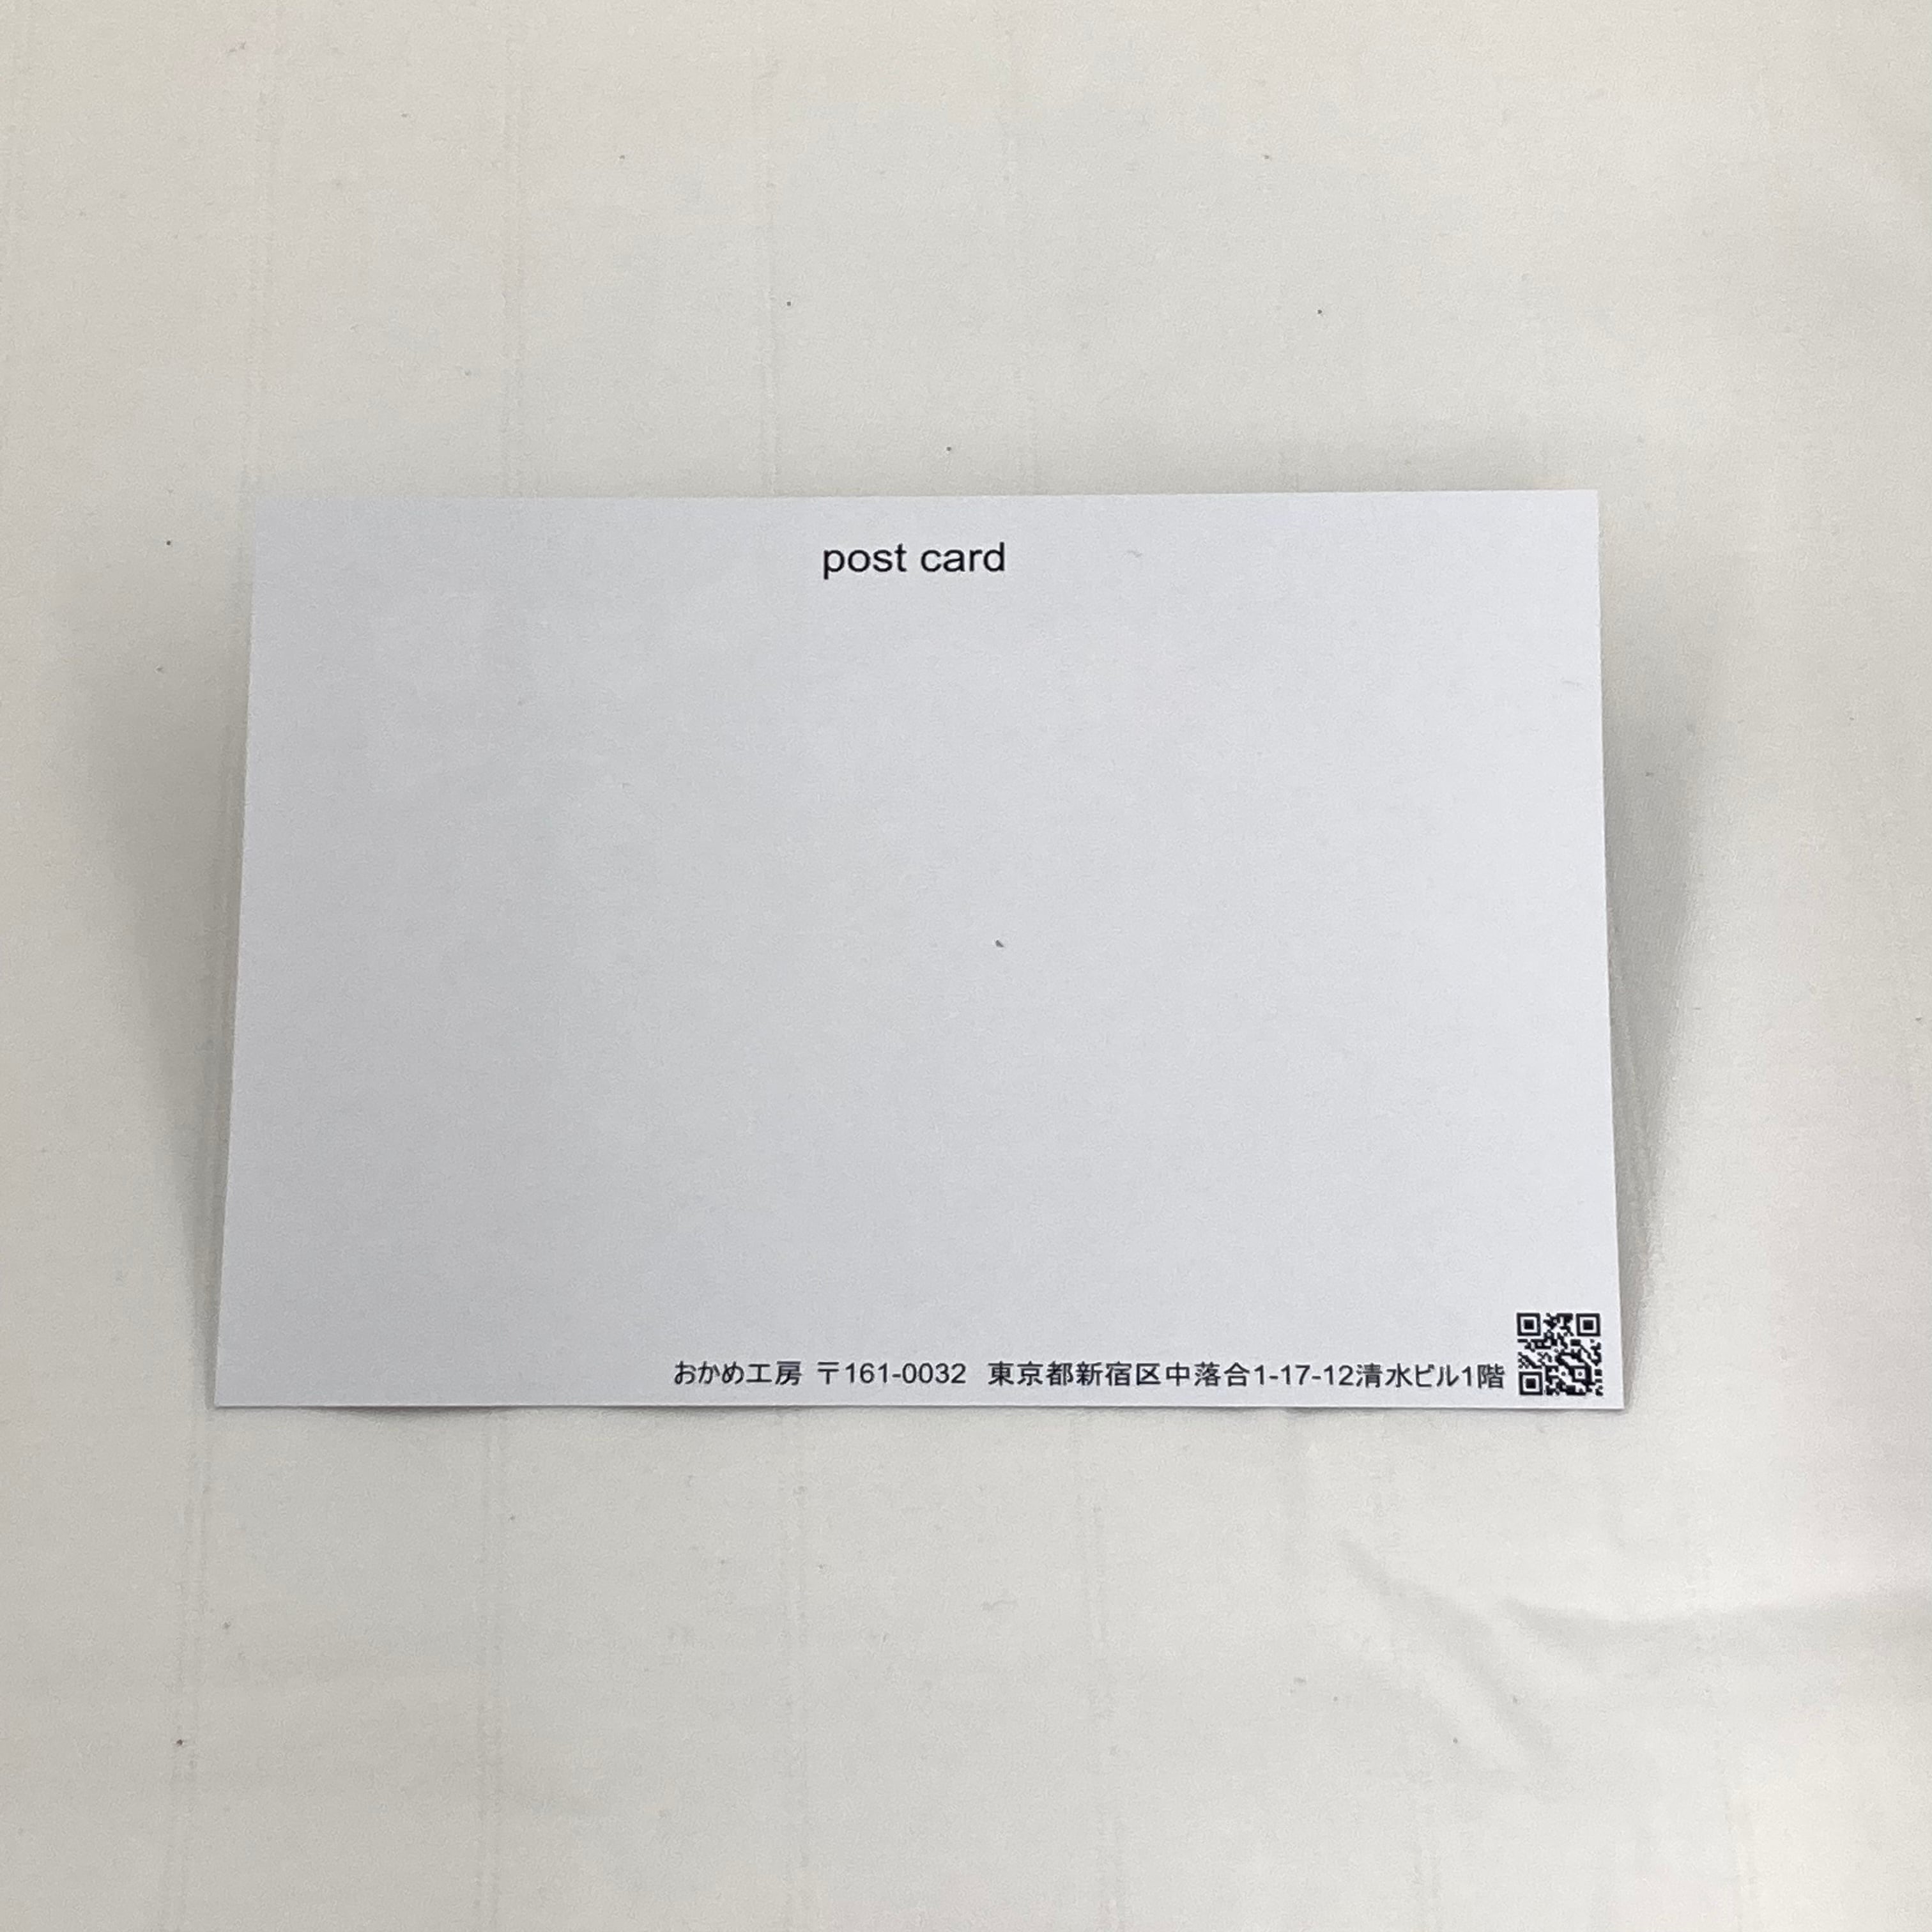 post card
おかめ工房 〒161-0032 東京都新宿区中落合1-17-12清水ビル1階